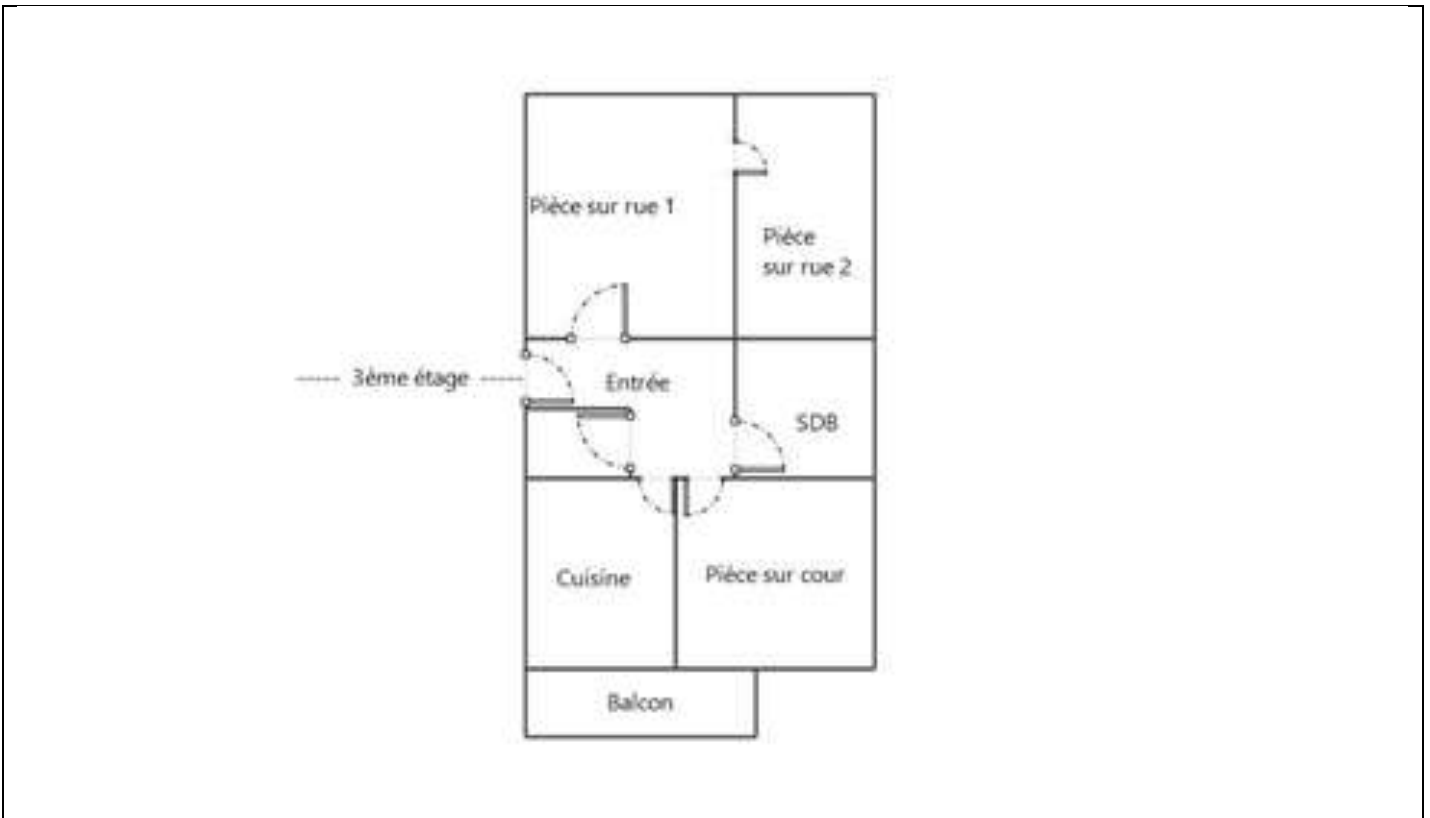 Pièce sur rue 1
Pièce
sur rue 2
3ème étage
Entrée
SDB
Cuisine
Pièce sur cour
Balcon